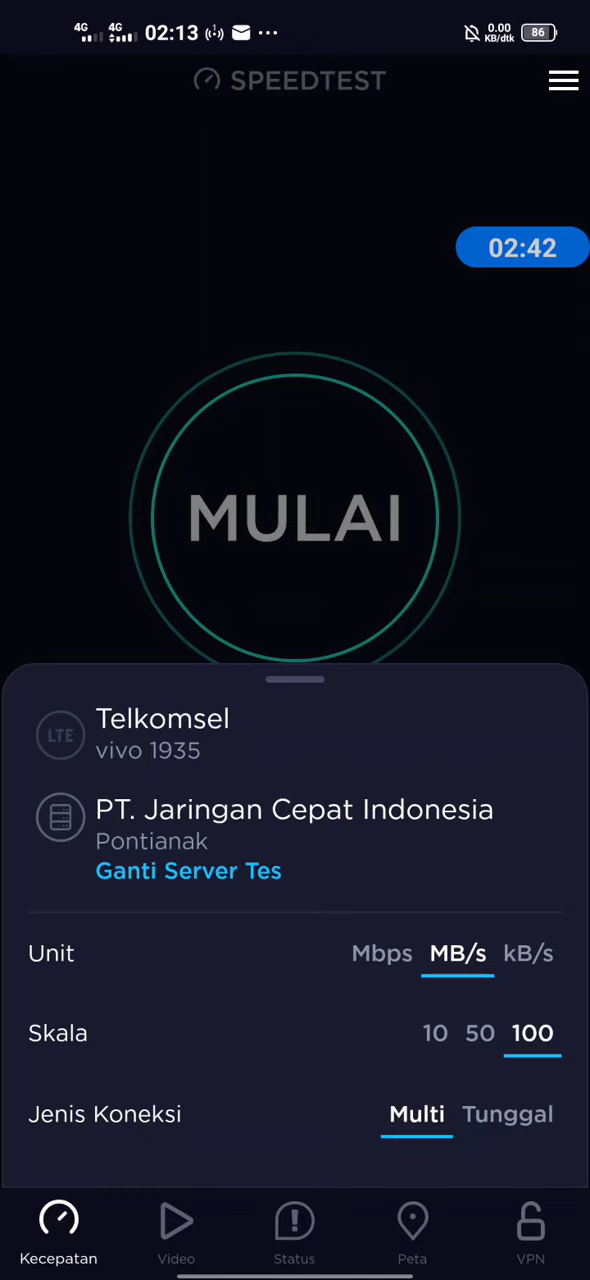 4G 4G 02:13 ... 0.00 KB/dtk 86
SPEEDTEST
02:42
MULAI
LTE Telkomsel
vivo 1935
PT. Jaringan Cepat Indonesia
Pontianak
Ganti Server Tes
Unit Mbps MB/s kB/s
Skala 10 50 100
Jenis Koneksi Multi Tunggal
Kecepatan Video Status Peta VPN